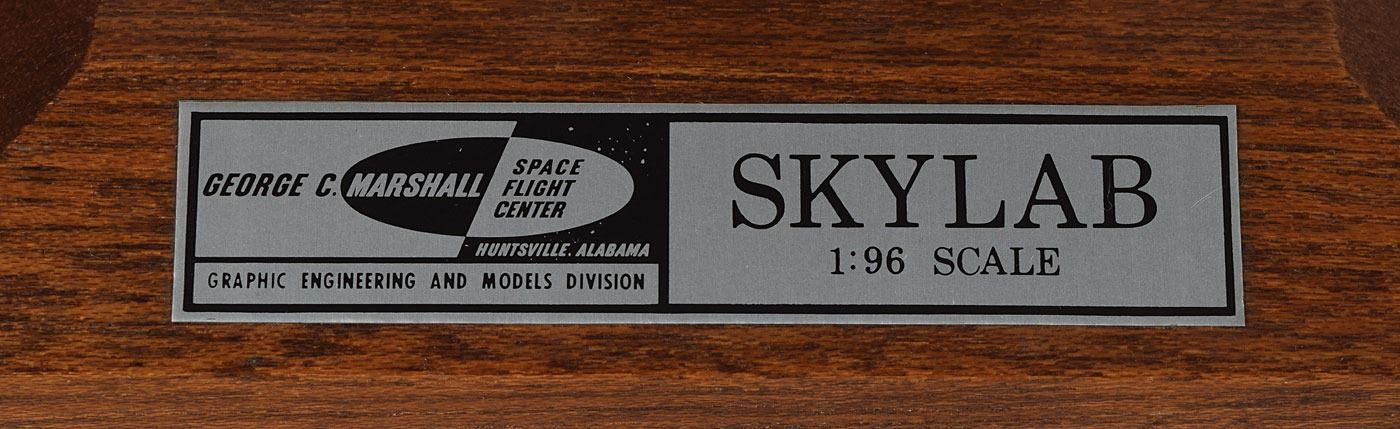 GEORGE C. MARSHALL
SPACE
FLIGHT
CENTER
HUNTSVILLE, ALABAMA
GRAPHIC ENGINEERING AND MODELS DIVISION
SKYLAB
1:96 SCALE